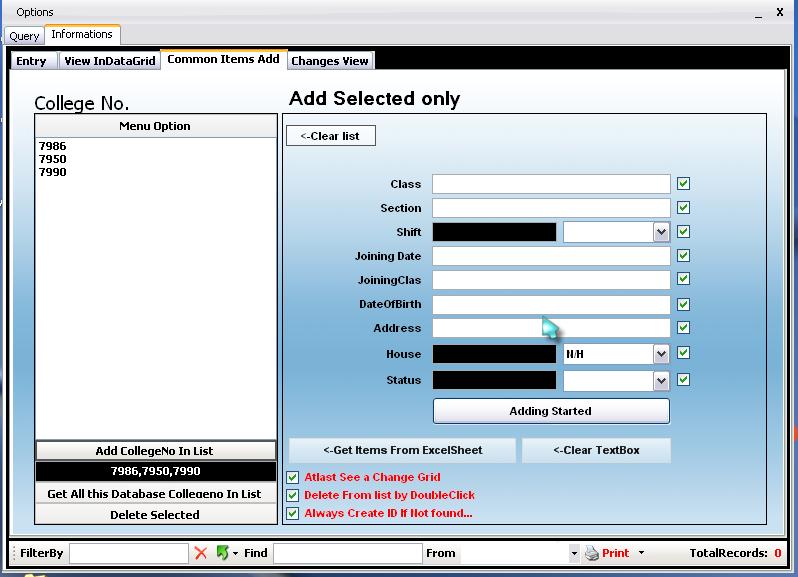 Options _ X
Query Informations
Entry View InDataGrid Common Items Add Changes View
College No.
Add Selected only
Menu Option
<-Clear list
7986
7950
7990
Class
Section
Shift
Joining Date
JoiningClas
DateOfBirth
Address
House N/H
Status
Adding Started
Add CollegeNo In List
<-Get Items From ExcelSheet <-Clear TextBox
7986,7950,7990
Atlast See a Change Grid
Get All this Database Collegeno In List
Delete From list by DoubleClick
Delete Selected
Always Create ID If Not found...
FilterBy Find From Print TotalRecords: 0